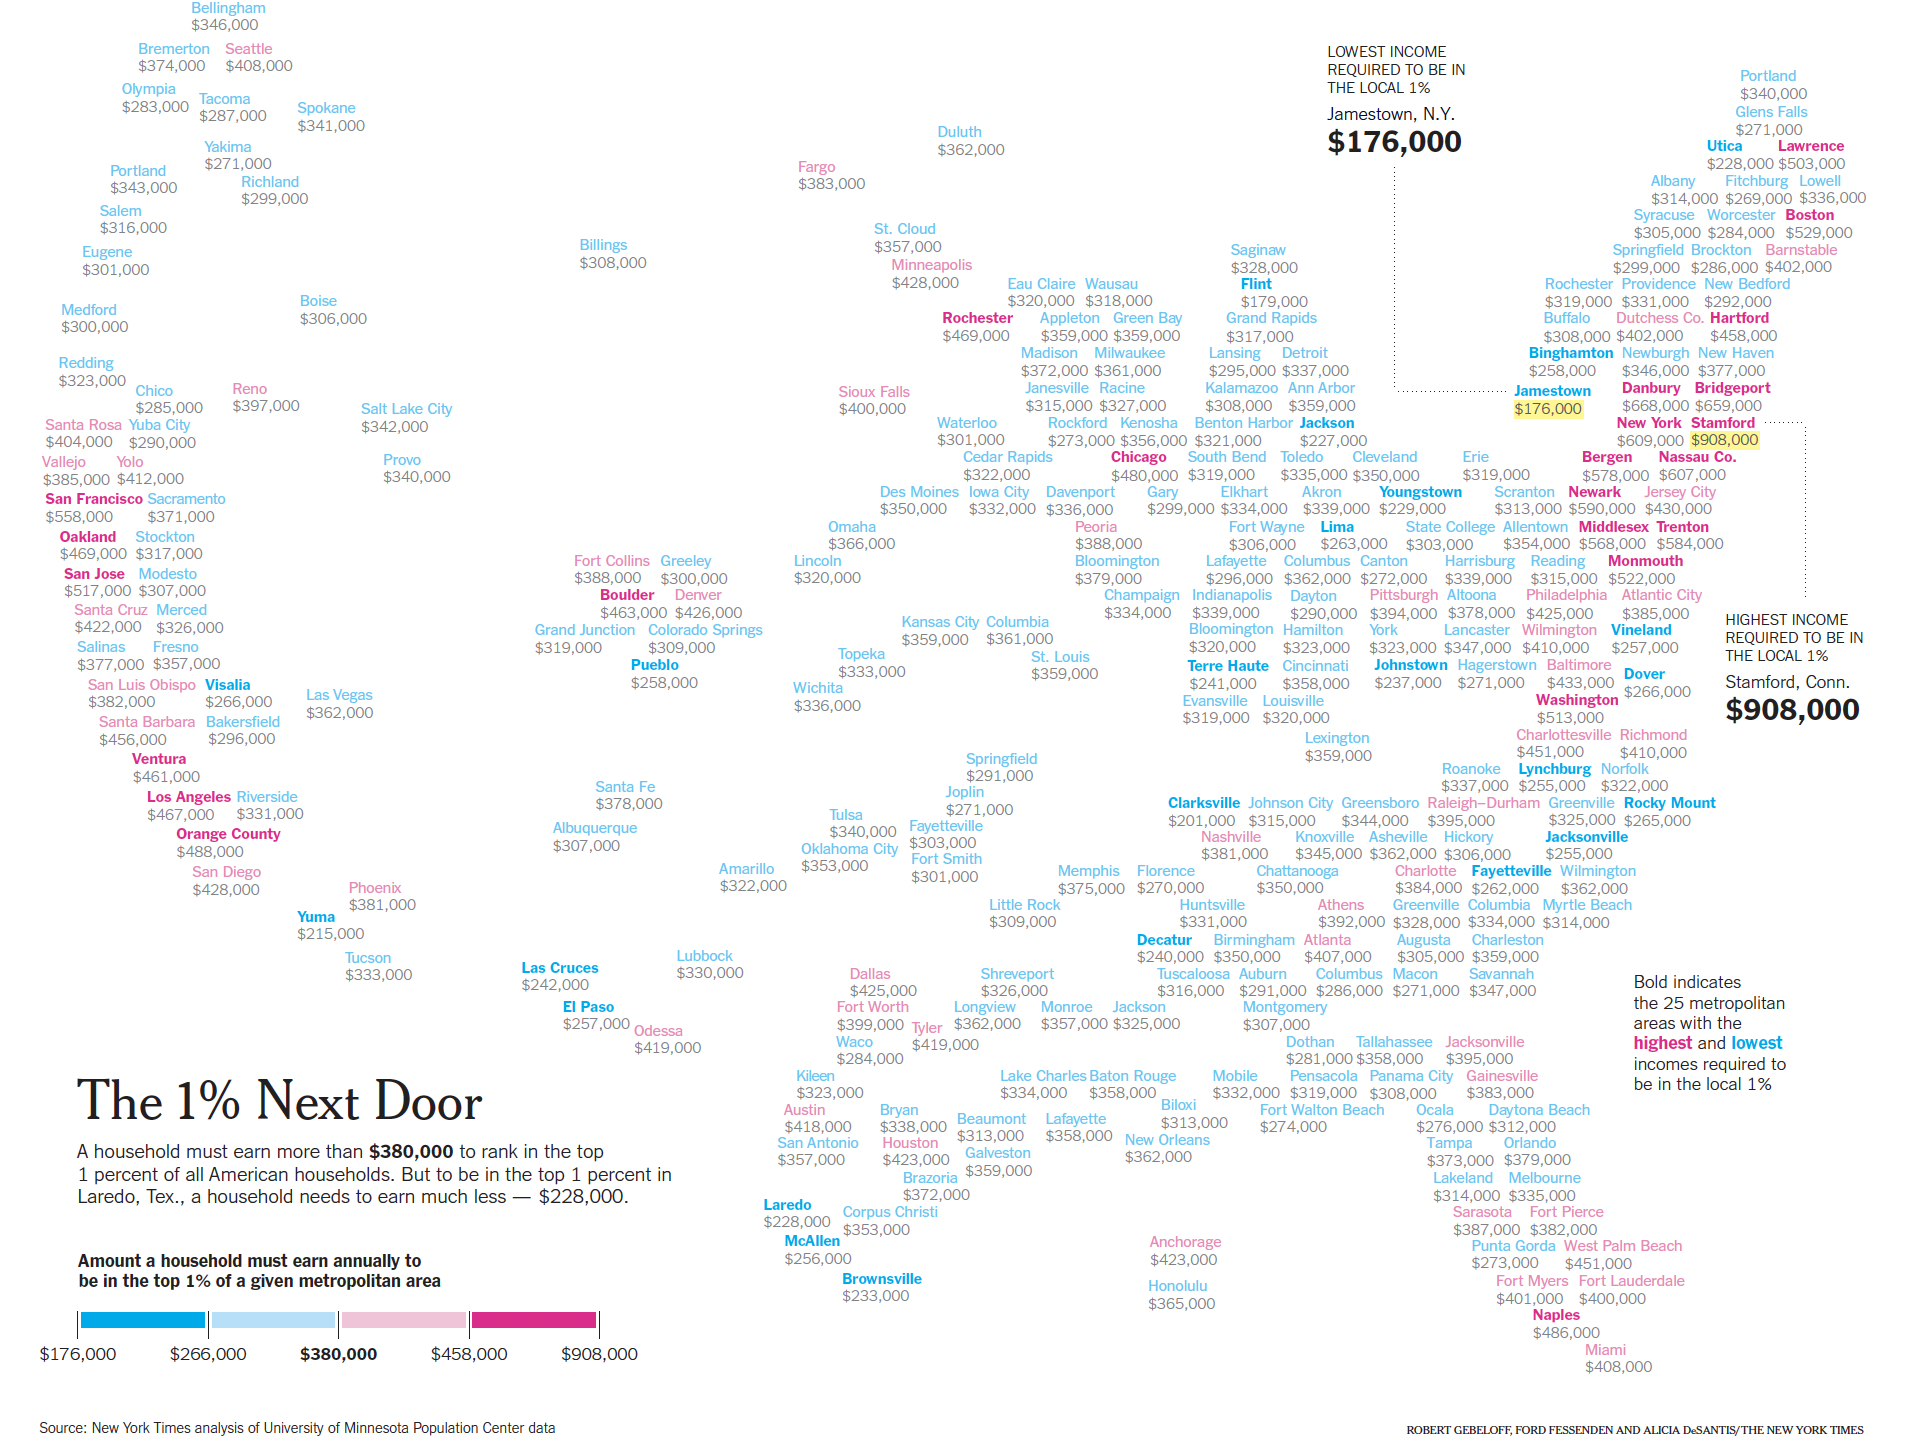 Bellingham
$346,000
Bremerton Seattle
$374,000 $408,000
Olympia
$283,000
Tacoma
$287,000
Spokane
$341,000
Yakima
$271,000
Portland
$343,000
Richland
$299,000
Salem
$316,000
Eugene
$301,000
Medford
$300,000
Boise
$306,000
Billings
$308,000
Redding
$323,000
Chico
$285,000
Reno
$397,000
Salt Lake City
$342,000
Santa Rosa Yuba City
$404,000 $290,000
Vallejo Yolo
$385,000 $412,000
Provo
$340,000
San Francisco Sacramento
$558,000 $371,000
Oakland Stockton
$469,000 $317,000
San Jose Modesto
$517,000 $307,000
Santa Cruz Merced
$422,000 $326,000
Salinas Fresno
$377,000 $357,000
San Luis Obispo Visalia
$382,000 $266,000
Las Vegas
$362,000
Santa Barbara Bakersfield
$456,000 $296,000
Ventura
$461,000
Los Angeles Riverside
$467,000 $331,000
Orange County
$488,000
San Diego
$428,000
Phoenix
$381,000
Yuma
$215,000
Tucson
$333,000
Fort Collins Greeley
$388,000 $300,000
Boulder Denver
$463,000 $426,000
Grand Junction Colorado Springs
$319,000 $309,000
Pueblo
$258,000
Santa Fe
$378,000
Albuquerque
$307,000
Las Cruces
$242,000
El Paso
$257,000
Odessa
$419,000
Lubbock
$330,000
Amarillo
$322,000
Duluth
$362,000
Fargo
$383,000
St. Cloud
$357,000
Minneapolis
$428,000
Eau Claire Wausau
$320,000 $318,000
Rochester Appleton Green Bay
$469,000 $359,000 $359,000
Madison Milwaukee
$372,000 $361,000
Sioux Falls
$400,000
Janesville Racine
$315,000 $327,000
Waterloo Rockford Kenosha
$301,000 $273,000 $356,000
Cedar Rapids Chicago
$322,000 $480,000
Des Moines Iowa City Davenport
$350,000 $332,000 $336,000
Omaha Peoria
$366,000 $388,000
Lincoln Bloomington
$320,000 $379,000
Champaign
$334,000
Kansas City Columbia
$359,000 $361,000
Topeka St. Louis
$333,000 $359,000
Wichita
$336,000
Springfield
$291,000
Joplin
$271,000
Tulsa
$340,000
Fayetteville
$303,000
Oklahoma City
$353,000
Fort Smith
$301,000
Saginaw
$328,000
Flint
$179,000
Grand Rapids
$317,000
Lansing Detroit
$295,000 $337,000
Kalamazoo Ann Arbor
$308,000 $359,000
Benton Harbor Jackson
$321,000 $227,000
South Bend Toledo Cleveland Erie
$319,000 $335,000 $350,000 $319,000
Gary Elkhart Akron Youngstown
$299,000 $334,000 $339,000 $229,000
Fort Wayne Lima State College Allentown Middlesex Trenton
$306,000 $263,000 $303,000 $354,000 $568,000 $584,000
Lafayette Columbus Canton Harrisburg Reading Monmouth
$296,000 $362,000 $272,000 $339,000 $315,000 $522,000
Indianapolis Dayton Pittsburgh Altoona Philadelphia Atlantic City
$339,000 $290,000 $394,000 $378,000 $425,000 $385,000
Bloomington Hamilton York Lancaster Wilmington Vineland
$320,000 $323,000 $323,000 $347,000 $410,000 $257,000
Terre Haute Cincinnati Johnstown Hagerstown Baltimore Dover
$241,000 $358,000 $237,000 $271,000 $433,000 $266,000
Evansville Louisville Washington
$319,000 $320,000 $513,000
Lexington Charlottesville Richmond
$359,000 $451,000 $410,000
Roanoke Lynchburg Norfolk
$337,000 $255,000 $322,000
Clarksville Johnson City Greensboro Raleigh–Durham Greenville Rocky Mount
$201,000 $315,000 $344,000 $395,000 $325,000 $265,000
Nashville Knoxville Asheville Hickory Jacksonville
$381,000 $345,000 $362,000 $306,000 $255,000
Memphis Florence Chattanooga Charlotte Fayetteville Wilmington
$375,000 $270,000 $350,000 $384,000 $262,000 $362,000
Little Rock Huntsville Athens Greenville Columbia Myrtle Beach
$309,000 $331,000 $392,000 $328,000 $334,000 $314,000
Decatur Birmingham Atlanta Augusta Charleston
$240,000 $350,000 $407,000 $305,000 $359,000
Dallas Shreveport Tuscaloosa Auburn Columbus Macon Savannah
$425,000 $326,000 $316,000 $291,000 $286,000 $271,000 $347,000
Fort Worth Longview Monroe Jackson Montgomery
$399,000 $362,000 $357,000 $325,000 $307,000
Tyler
$419,000
Waco Dothan Tallahassee Jacksonville
$284,000 $281,000 $358,000 $395,000
Kileen Lake Charles Baton Rouge Mobile Pensacola Panama City Gainesville
$323,000 $334,000 $358,000 $332,000 $319,000 $308,000 $383,000
Austin Bryan Beaumont Lafayette Biloxi Fort Walton Beach Ocala Daytona Beach
$418,000 $338,000 $313,000 $358,000 $313,000 $274,000 $276,000 $312,000
San Antonio Houston Galveston New Orleans Tampa Orlando
$357,000 $423,000 $359,000 $362,000 $373,000 $379,000
Brazoria Lakeland Melbourne
$372,000 $314,000 $335,000
Laredo Corpus Christi Sarasota Fort Pierce
$228,000 $353,000 $387,000 $382,000
McAllen Anchorage Punta Gorda West Palm Beach
$256,000 $423,000 $273,000 $451,000
Brownsville Honolulu Fort Myers Fort Lauderdale
$233,000 $365,000 $401,000 $400,000
Naples
$486,000
Miami
$408,000
LOWEST INCOME
REQUIRED TO BE IN
THE LOCAL 1%
Jamestown, N.Y.
$176,000
Portland
$340,000
Glens Falls
$271,000
Utica Lawrence
$228,000 $503,000
Albany Fitchburg Lowell
$314,000 $269,000 $336,000
Syracuse Worcester Boston
$305,000 $284,000 $529,000
Springfield Brockton Barnstable
$299,000 $286,000 $402,000
Rochester Providence New Bedford
$319,000 $331,000 $292,000
Buffalo Dutchess Co. Hartford
$308,000 $402,000 $458,000
Binghamton Newburgh New Haven
$258,000 $346,000 $377,000
Jamestown Danbury Bridgeport
$176,000 $668,000 $659,000
New York Stamford
$609,000 $908,000
Bergen Nassau Co.
$578,000 $607,000
Scranton Newark Jersey City
$313,000 $590,000 $430,000
HIGHEST INCOME
REQUIRED TO BE IN
THE LOCAL 1%
Stamford, Conn.
$908,000
Bold indicates
the 25 metropolitan
areas with the
highest and lowest
incomes required to
be in the local 1%
The 1% Next Door
A household must earn more than $380,000 to rank in the top
1 percent of all American households. But to be in the top 1 percent in
Laredo, Tex., a household needs to earn much less — $228,000.
Amount a household must earn annually to
be in the top 1% of a given metropolitan area
$176,000 $266,000 $380,000 $458,000 $908,000
Source: New York Times analysis of University of Minnesota Population Center data
ROBERT GEBELOFF, FORD FESSENDEN AND ALICIA DeSANTIS/THE NEW YORK TIMES